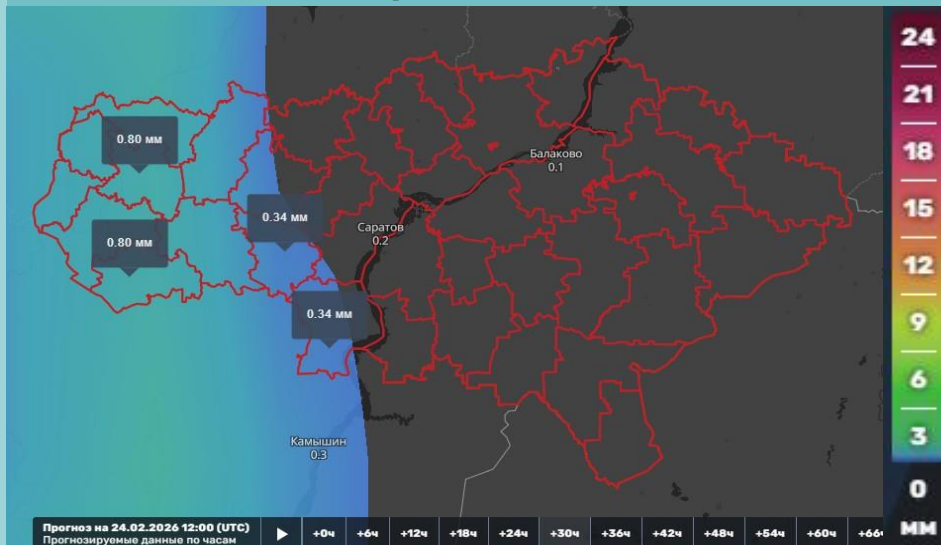 24
21
18
15
12
9
6
3
0
ММ
0.80 мм
Балаково
0.1
0.34 мм
Саратов
0.2
0.80 мм
0.34 мм
Камышин
0.3
Прогноз на 24.02.2026 12:00 (UTC)
Прогнозируемые данные по часам
+0ч +6ч +12ч +18ч +24ч +30ч +36ч +42ч +48ч +54ч +60ч +66ч